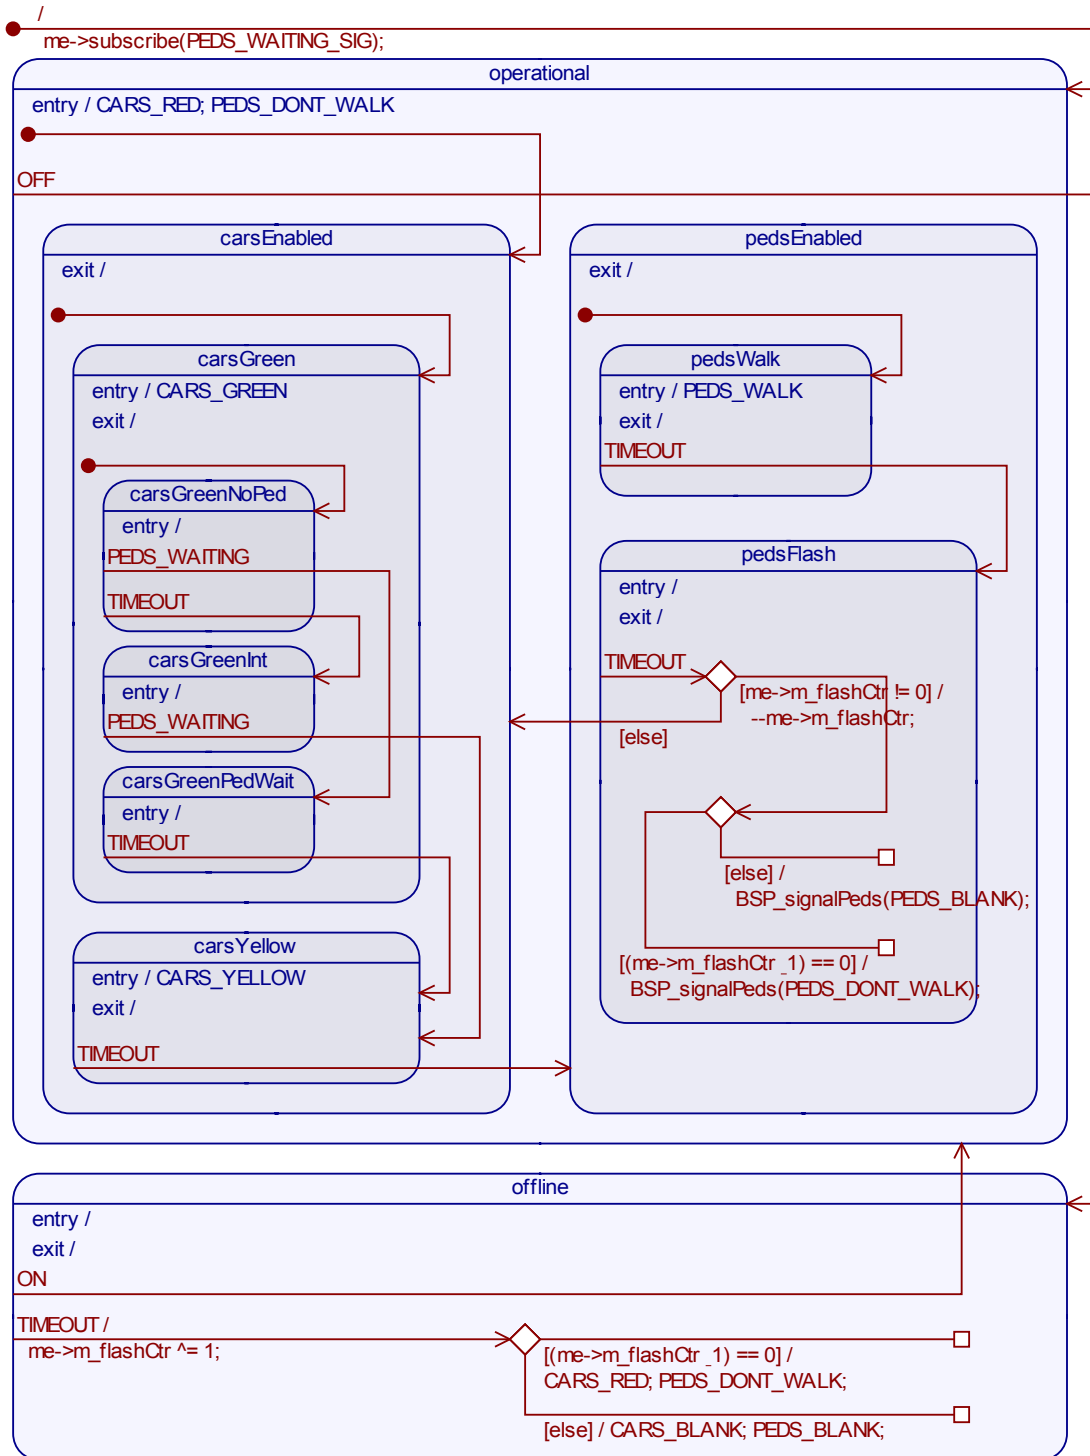 /
me->subscribe(PEDS_WAITING_SIG);
operational
entry / CARS_RED; PEDS_DONT_WALK
OFF
carsEnabled
exit /
carsGreen
entry / CARS_GREEN
exit /
carsGreenNoPed
entry /
PEDS_WAITING
TIMEOUT
carsGreenInt
entry /
PEDS_WAITING
carsGreenPedWait
entry /
TIMEOUT
carsYellow
entry / CARS_YELLOW
exit /
TIMEOUT
pedsEnabled
exit /
pedsWalk
entry / PEDS_WALK
exit /
TIMEOUT
pedsFlash
entry /
exit /
TIMEOUT
[me->m_flashCtr != 0] /
--me->m_flashCtr;
[else]
[else] /
BSP_signalPeds(PEDS_BLANK);
[(me->m_flashCtr _1) == 0] /
BSP_signalPeds(PEDS_DONT_WALK);
offline
entry /
exit /
ON
TIMEOUT /
me->m_flashCtr ^= 1;
[(me->m_flashCtr _1) == 0] /
CARS_RED; PEDS_DONT_WALK;
[else] / CARS_BLANK; PEDS_BLANK;